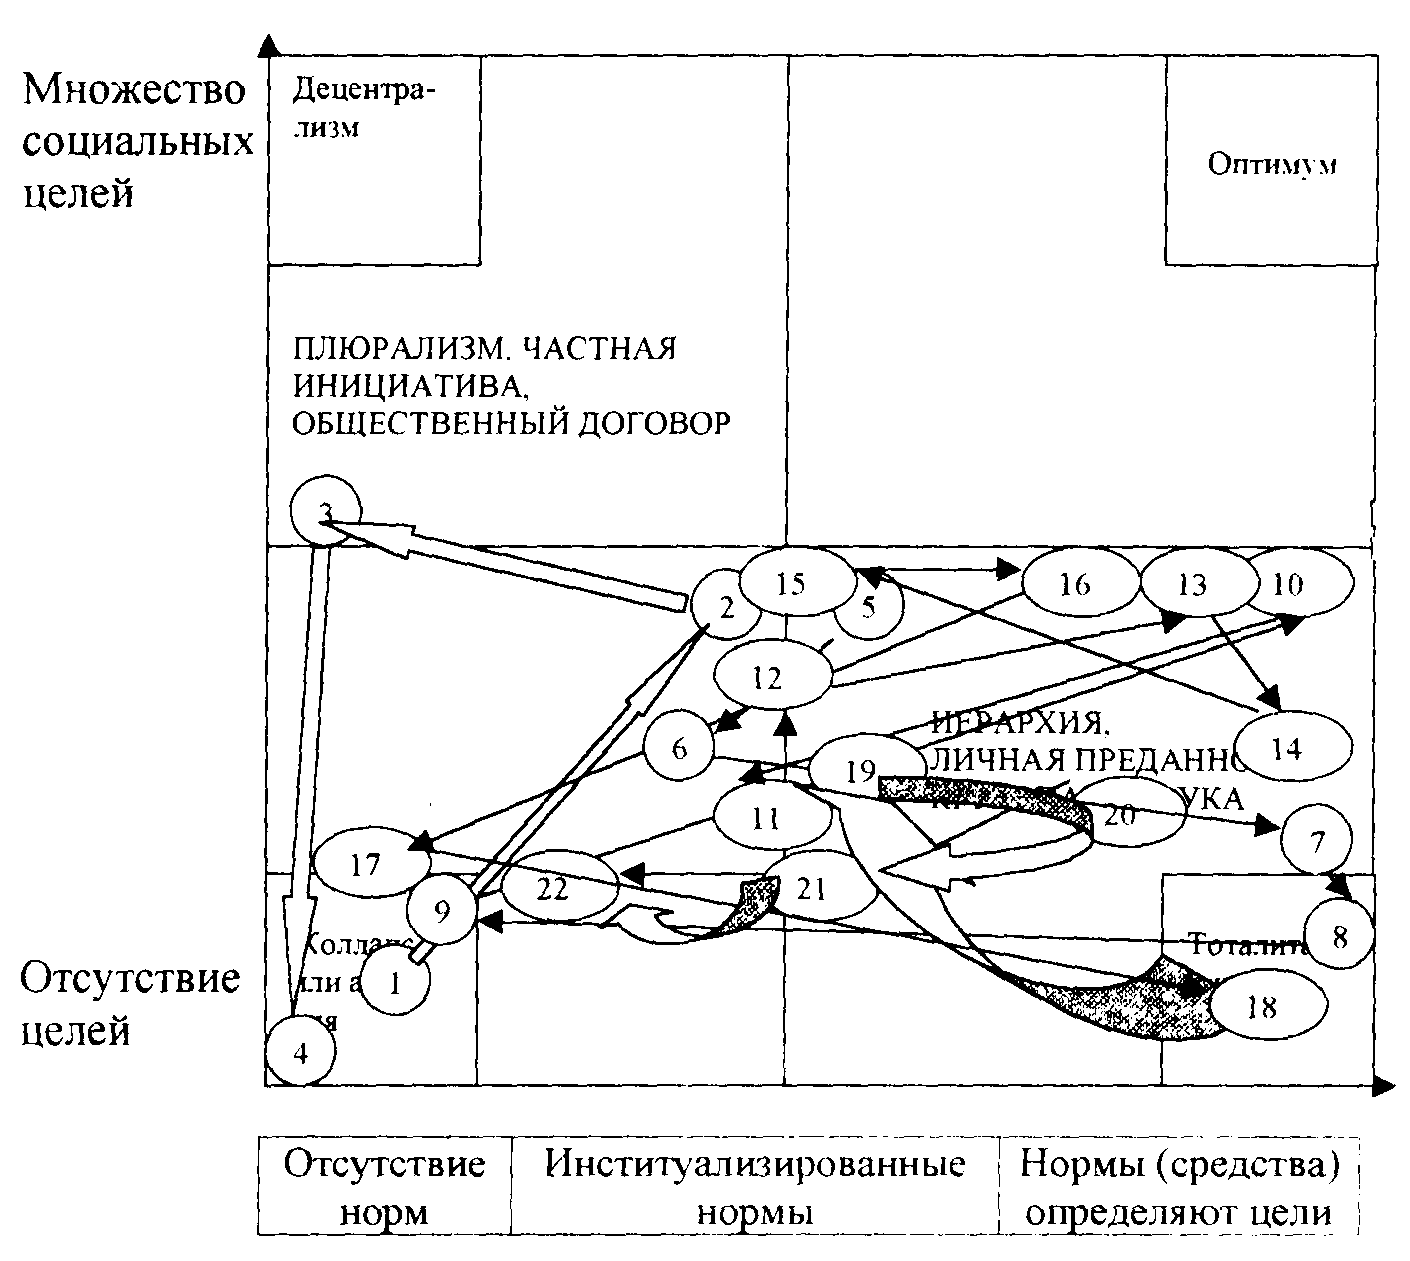 Множество
социальных
целей
Децентра-
лизм
Оптимум
ПЛЮРАЛИЗМ. ЧАСТНАЯ
ИНИЦИАТИВА,
ОБЩЕСТВЕННЫЙ ДОГОВОР
3
2
15
5
16
13
10
12
6
ИЕРАРХИЯ.
ЛИЧНАЯ
19
14
11
20
УКА
7
17
22
21
9
8
1
18
4
Отсутствие
целей
Отсутствие
норм
Институализированные
нормы
Нормы (средства)
определяют цели